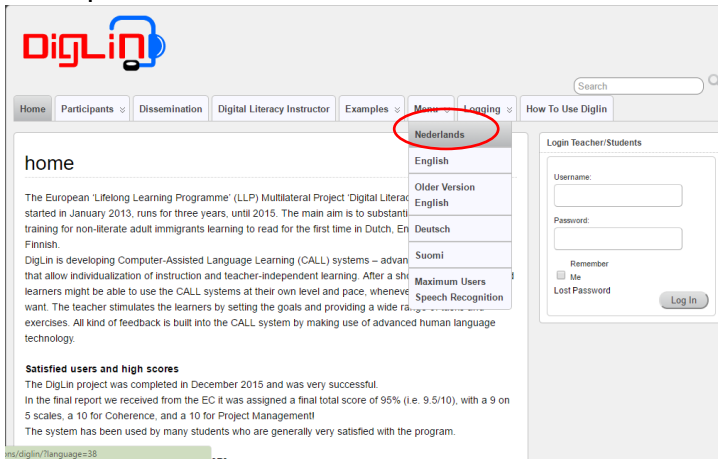 DigLin
Search
Home Participants Dissemination Digital Literacy Instructor Examples Menu Logging How To Use Diglin
Nederlands
English
Older Version
English
Deutsch
Suomi
Maximum Users
Speech Recognition
Login Teacher/Students
Username:
Password:
Remember
Me
Lost Password
Log In
home
The European 'Lifelong Learning Programme' (LLP) Multilateral Project 'Digital
started in January 2013, runs for three years, until 2015. The main aim is to
training for non-literate adult immigrants learning to read for the first time in Dutch,
Finnish.
DigLin is developing Computer-Assisted Language Learning (CALL) systems –
that allow individualization of instruction and teacher-independent learning. After a
learners might be able to use the CALL systems at their own level and pace,
want. The teacher stimulates the learners by setting the goals and providing a wide
exercises. All kind of feedback is built into the CALL system by making use of advanced human language
technology.
Satisfied users and high scores
The DigLin project was completed in December 2015 and was very successful.
In the final report we received from the EC it was assigned a final total score of 95% (i.e. 9.5/10), with a 9 on
5 scales, a 10 for Coherence, and a 10 for Project Management!
The system has been used by many students who are generally very satisfied with the program.
ns/diglin/?language=38